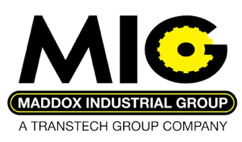 MIG
MADDOX INDUSTRIAL GROUP
A TRANSTECH GROUP COMPANY